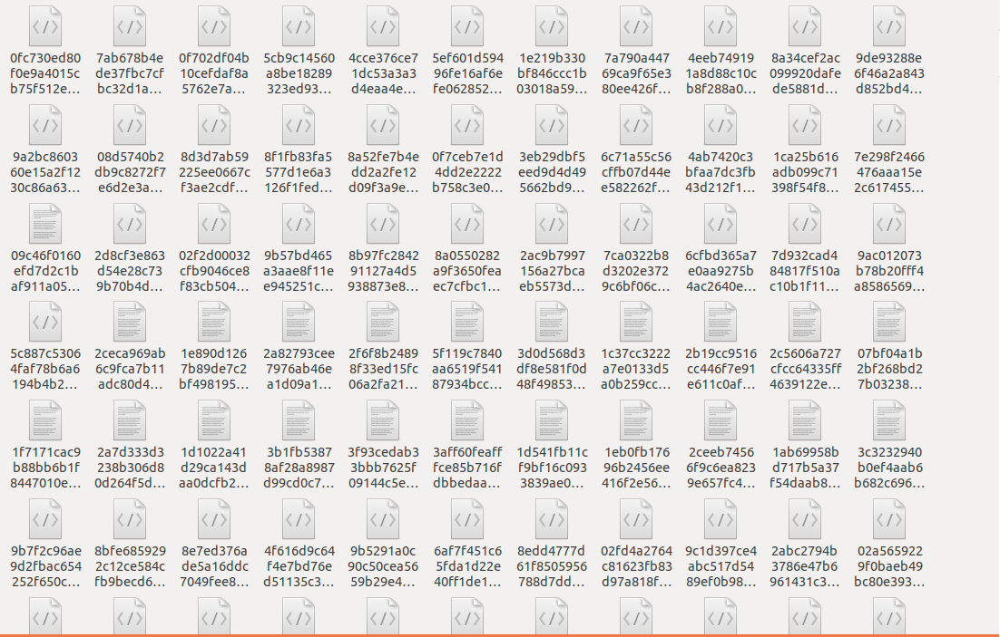 0fc730ed80
f0e9a4015c
b75f512e...
7ab678b4e
de37fbc7cf
bc32d1a...
0f702df04b
10cefdaf8a
5762e7a...
5cb9c14560
a8be18289
323ed93...
4cce376ce7
1dc53a3a3
d4eaa4e...
5ef601d594
96fe16af6e
fe062852...
1e219b330
bf846ccc1b
03018a59...
7a790a447
69ca9f65e3
80ee426f...
4eeb74919
1a8d88c10c
b8f288a0...
8a34cef2ac
099920dafe
de5881d...
9de93288e
6f46a2a843
d852bd4...
9a2bc8603
60e15a2f12
30c86a63...
08d5740b2
db9c8272f7
e6d2e3a...
8d3d7ab59
225ee0667c
f3ae2cdf...
8f1fb83fa5
577d1e6a3
126f1fed...
8a52fe7b4e
dd2a2fe12
d09f3a9e...
0f7ceb7e1d
4dd2e2222
b758c3e0...
3eb29dbf5
eed9d4d49
5662bd9...
6c71a55c56
cffb07d44e
e582262f...
4ab7420c3
bfaa7dc3fb
43d212f1...
1ca25b616
adb099c71
398f54f8...
7e298f2466
476aaa15e
2c617455...
09c46f0160
efd7d2c1b
af911a05...
2d8cf3e863
d54e28c73
9b70b4d...
02f2d00032
cfb9046ce8
f83cb504...
9b57bd465
a3aae8f11e
e945251c...
8b97fc2842
91127a4d5
938873e8...
8a0550282
a9f3650fea
ec7cfbc1...
2ac9b7997
156a27bca
eb5573d...
7ca0322b8
d3202e372
9c6bf06c...
6cfbd365a7
e0aa9275b
4ac2640e...
7d932cad4
84817f510a
c10b1f11...
9ac012073
b78b20fff4
a8586569...
5c887c5306
4faf78b6a6
194b4b2...
2ceca969ab
6c9fca7b11
adc80d4...
1e890d126
7b89de7c2
bf498195...
2a82793cee
7976ab46e
a1d09a1...
2f6f8b2489
8f33ed15fc
06a2fa21...
5f119c7840
aa6519f541
87934bcc...
3d0d568d3
df8e581f0d
48f49853...
1c37cc3222
a7e0133d5
a0b259cc...
2b19cc9516
cc446f7e91
e611c0af...
2c5606a727
cfcc64335ff
4639122e...
07bf04a1b
2bf268bd2
7b03238...
1f7171cac9
b88bb6b1f
8447010e...
2a7d333d3
238b306d8
0d264f5d...
1d1022a41
d29ca143d
aa0dcfb2...
3b1fb5387
8af28a8987
d99cd0c7...
3f93cedab3
3bbb7625f
09144c5e...
3aff60feaff
fce85b716f
dbbedaa...
1d541fb11c
f9bf16c093
3839ae0...
1eb0fb176
96b2456ee
416f2e56...
2ceeb7456
6f9c6ea823
9e657fc4...
1ab69958b
d717b5a37
f54daab8...
3c3232940
b0ef4aab6
b682c696...
9b7f2c96ae
9d2fbac654
252f650c...
8bfe685929
2c12ce584c
fb9becd6...
8e7ed376a
de5a16ddc
7049fee8...
4f616d9c64
f4e7bd76e
d51135c3...
9b5291a0c
90c50cea56
59b29e4...
6af7f451c6
5fda1d22e
40ff1de1...
8edd4777d
61f8505956
788d7dd...
02fd4a2764
c81623fb83
d97a818f...
9c1d397ce4
abc517d54
89ef0b98...
2abc2794b
3786e47b6
961431c3...
02a565922
9f0baeb49
bc80e393...